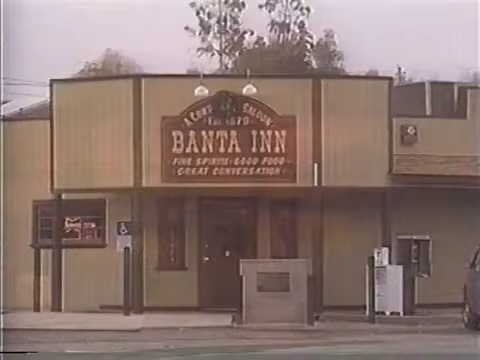 A COUNTRY SALOON
EST. 1879
BANTA INN
FINE SPIRITS · GOOD FOOD
GREAT CONVERSATION